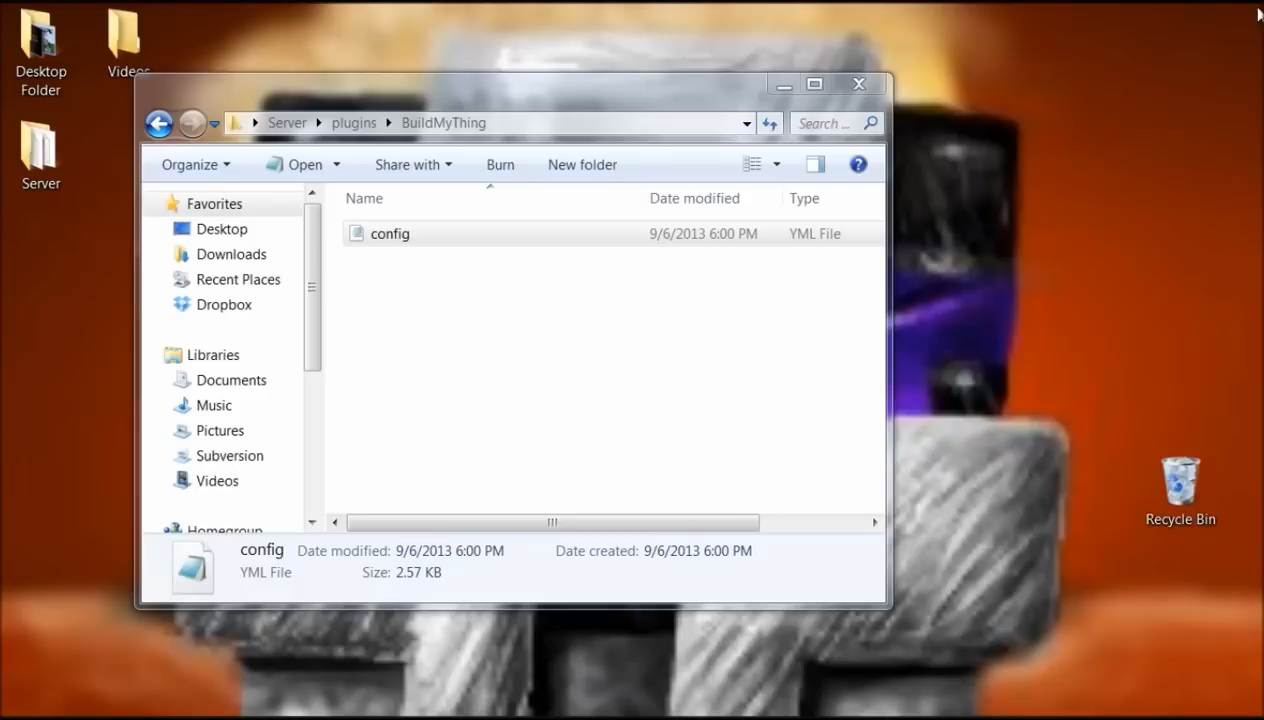 Desktop
Folder
Videos
Server
Server plugins BuildMyThing
Search ...
Organize Open Share with Burn New folder
Name Date modified Type
config 9/6/2013 6:00 PM YML File
Favorites
Desktop
Downloads
Recent Places
Dropbox
Libraries
Documents
Music
Pictures
Subversion
Videos
Homegroup
config Date modified: 9/6/2013 6:00 PM Date created: 9/6/2013 6:00 PM
YML File Size: 2.57 KB
Recycle Bin